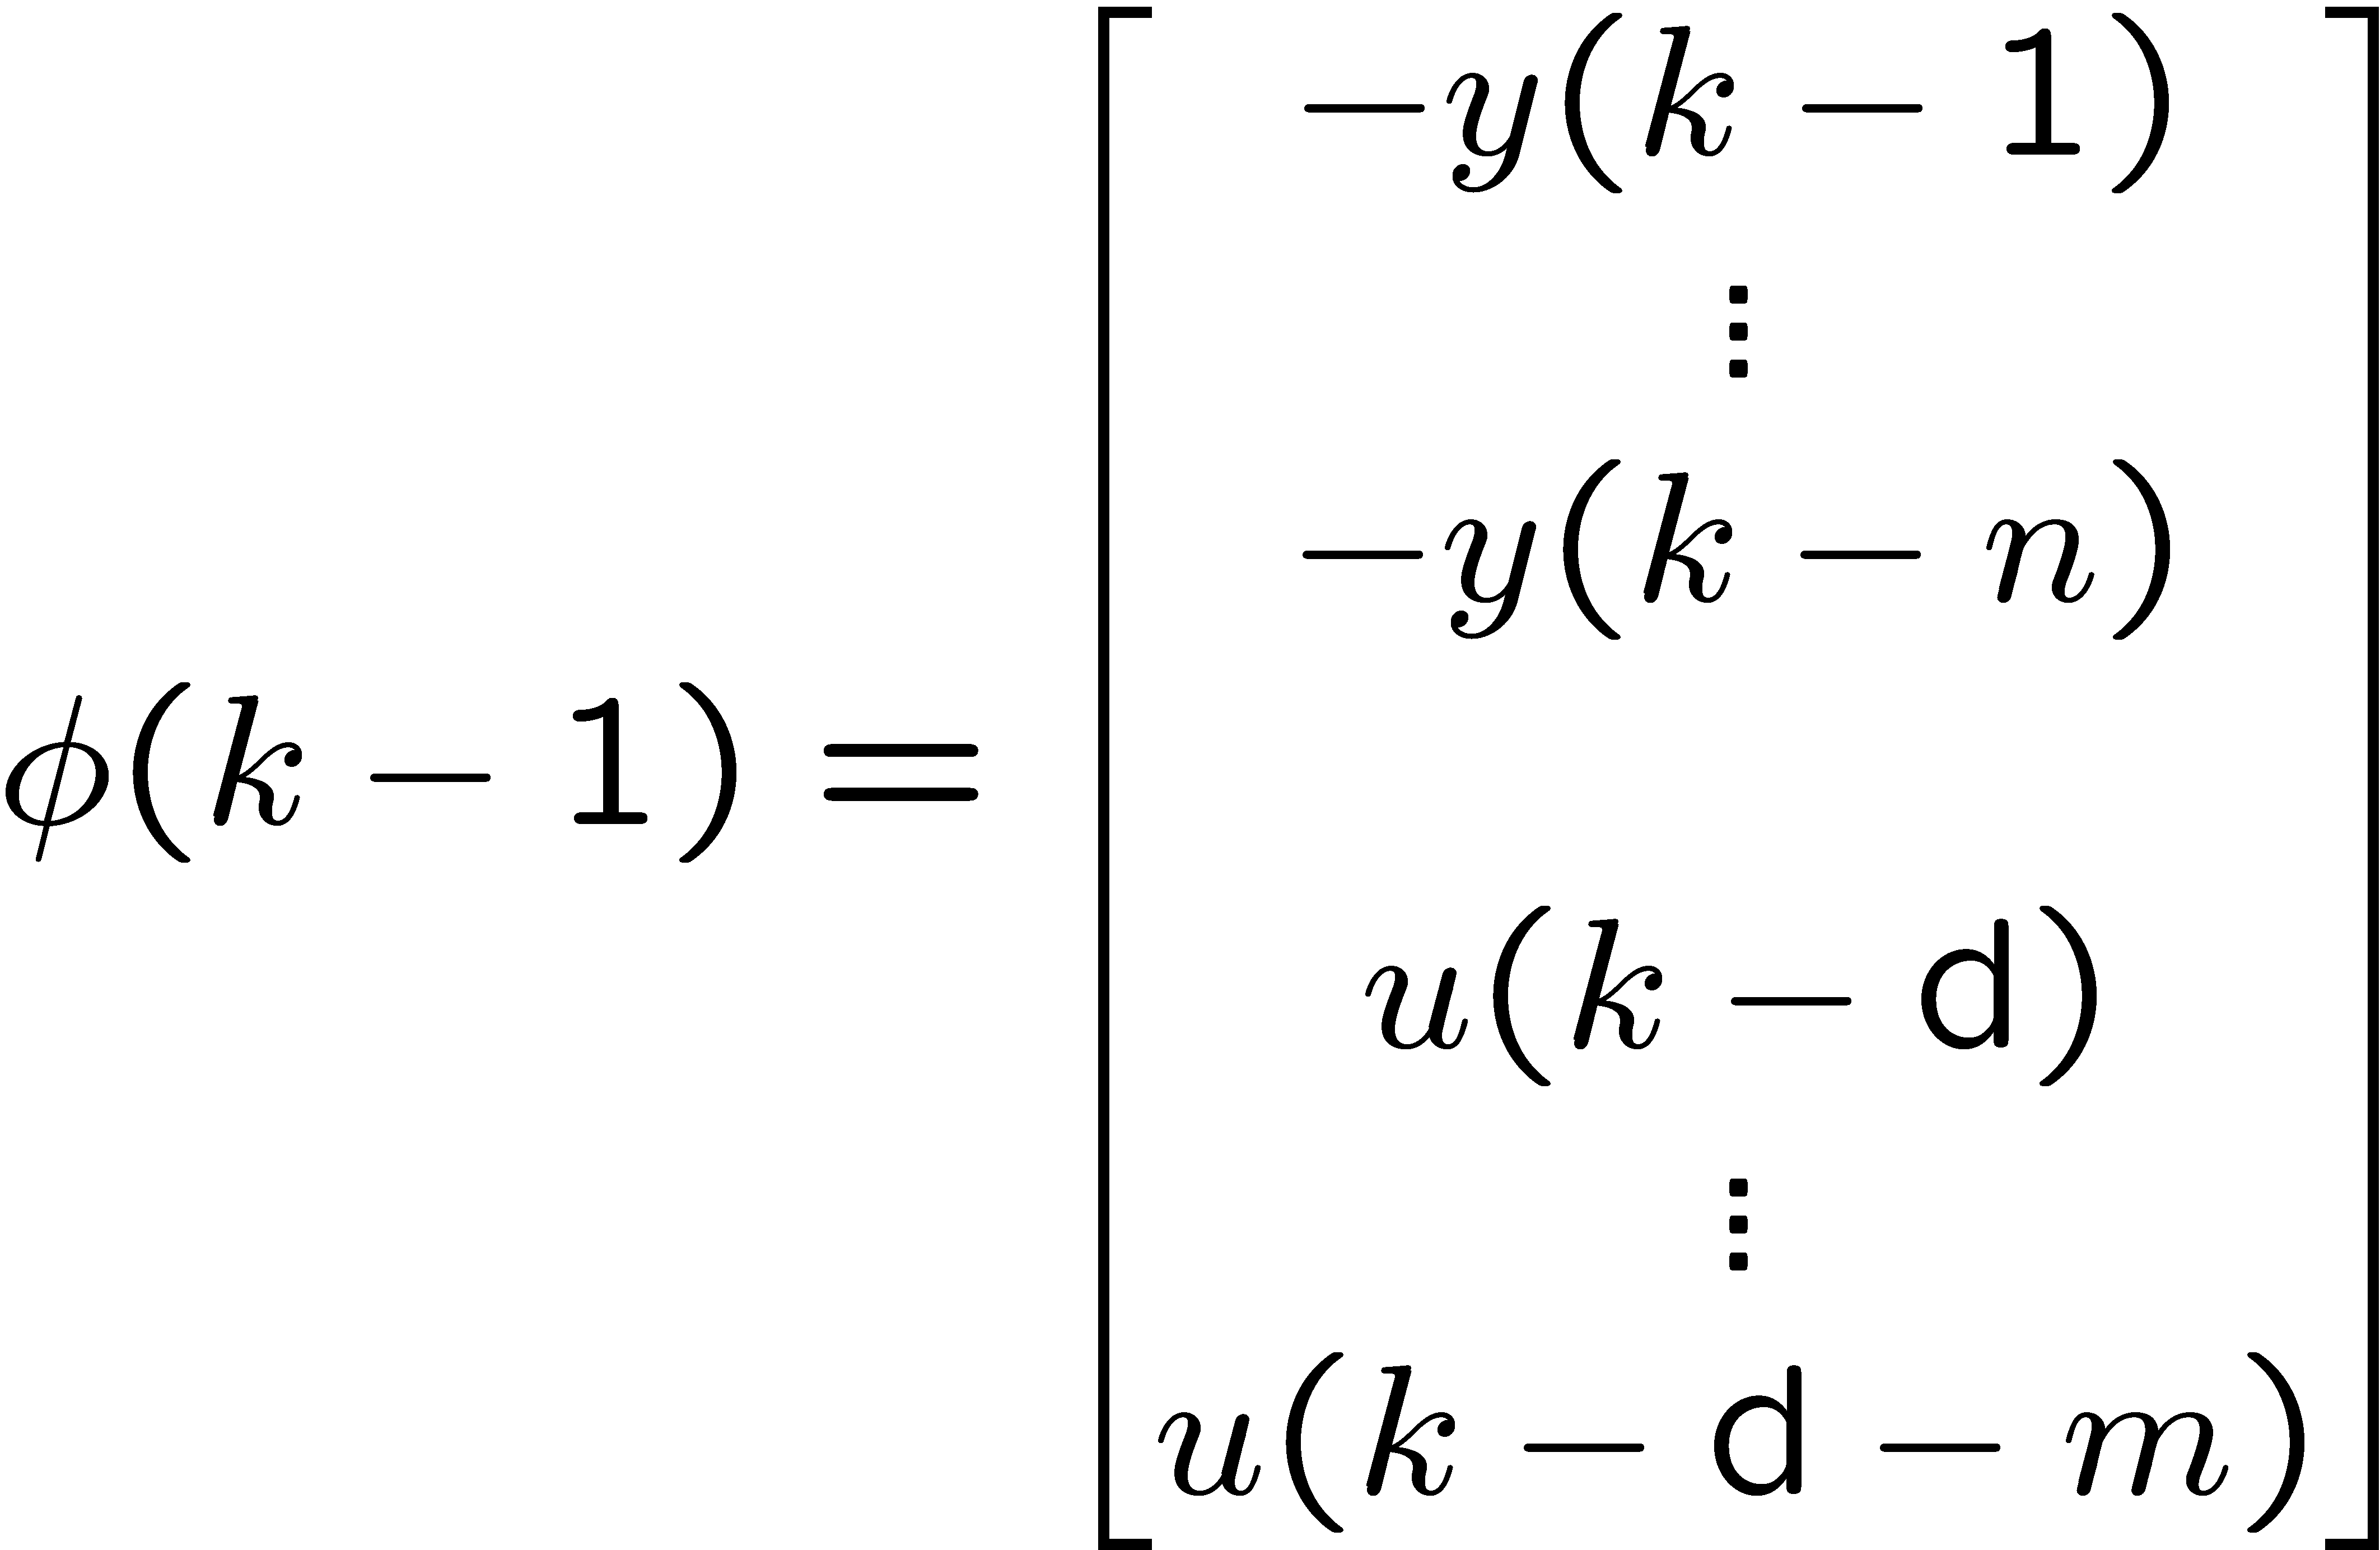 −y(k − 1)
⋮
−y(k − n)
ϕ(k − 1) =
u(k − d)
⋮
u(k − d − m)